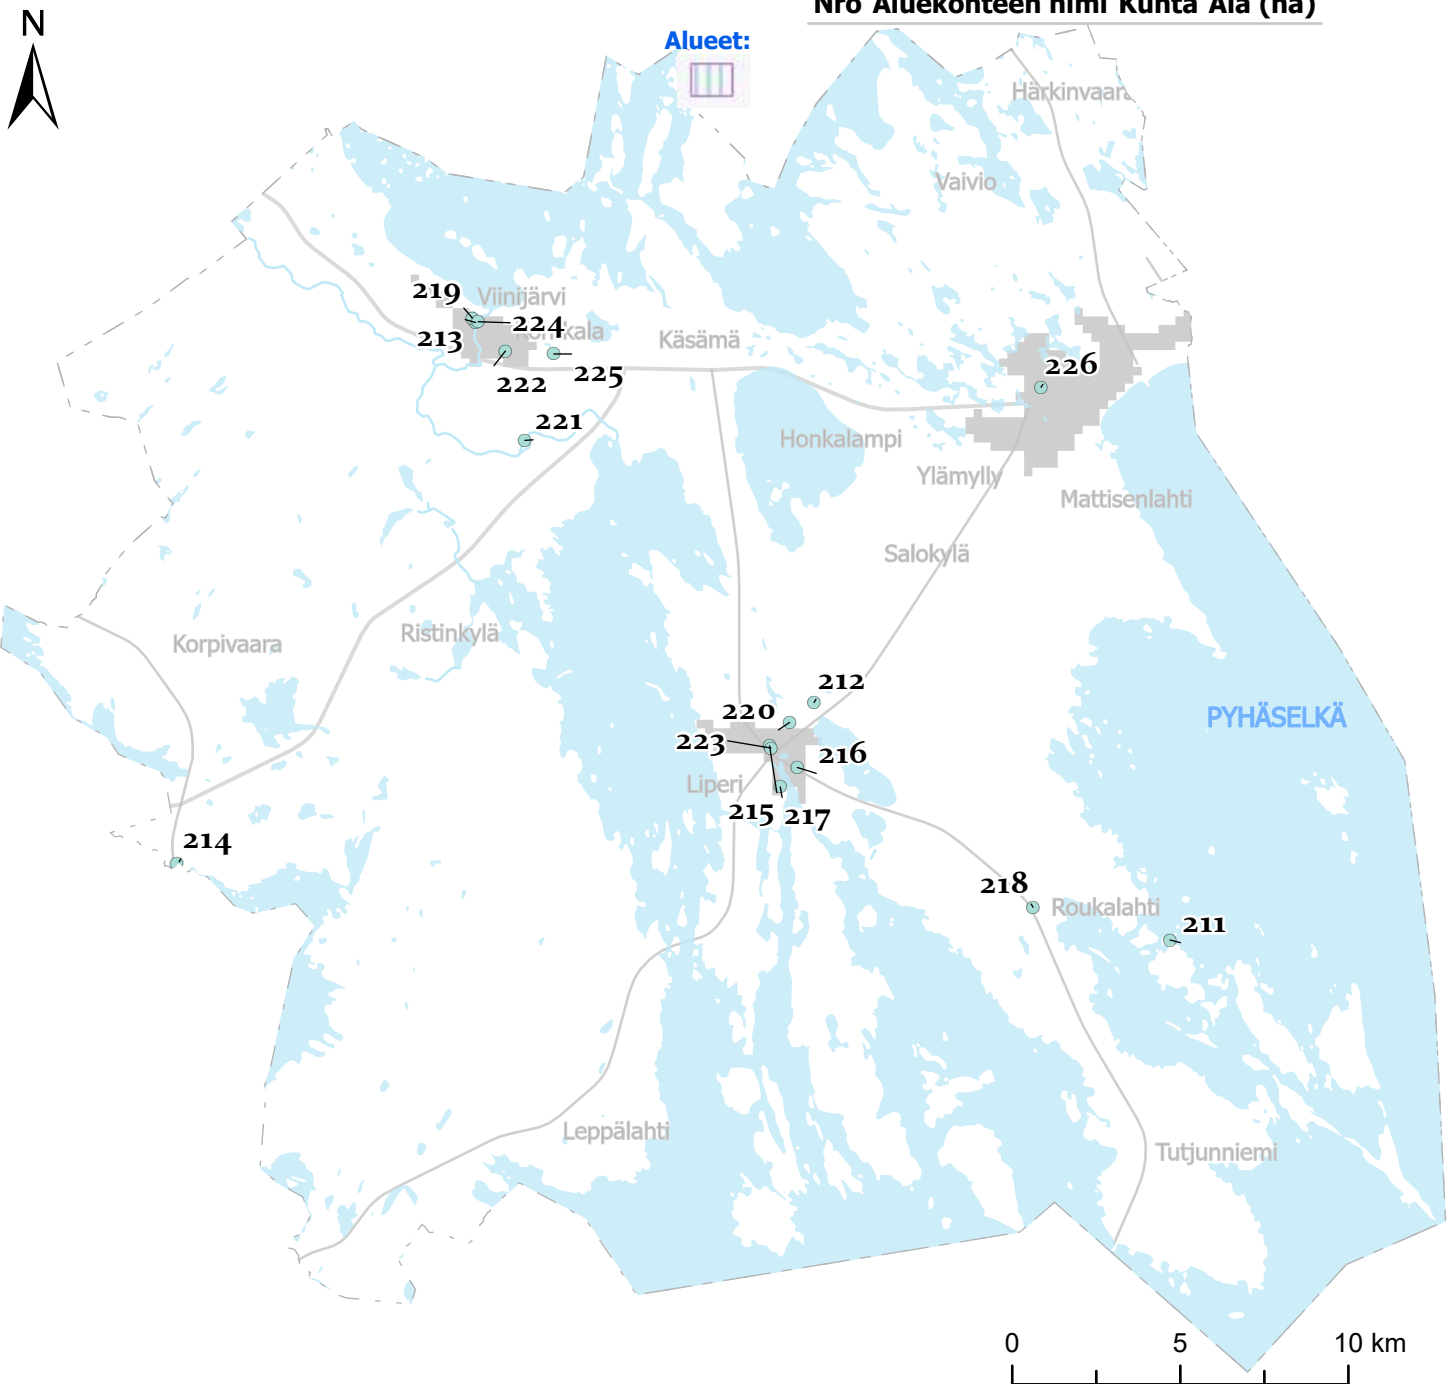 Nro Aluekohteen nimi Kunta Ala (ha)
N
Alueet:
Härkinvaara
Vaivio
219
Viinijärvi
213
224
Käsämä
222
225
226
221
Honkalampi
Ylämylly
Mattisenlahti
Salokylä
Korpivaara
Ristinkylä
212
220
PYHÄSELKÄ
223
216
Liperi
215
217
214
218
Roukalahti
211
Leppälahti
Tutjunniemi
0
5
10 km